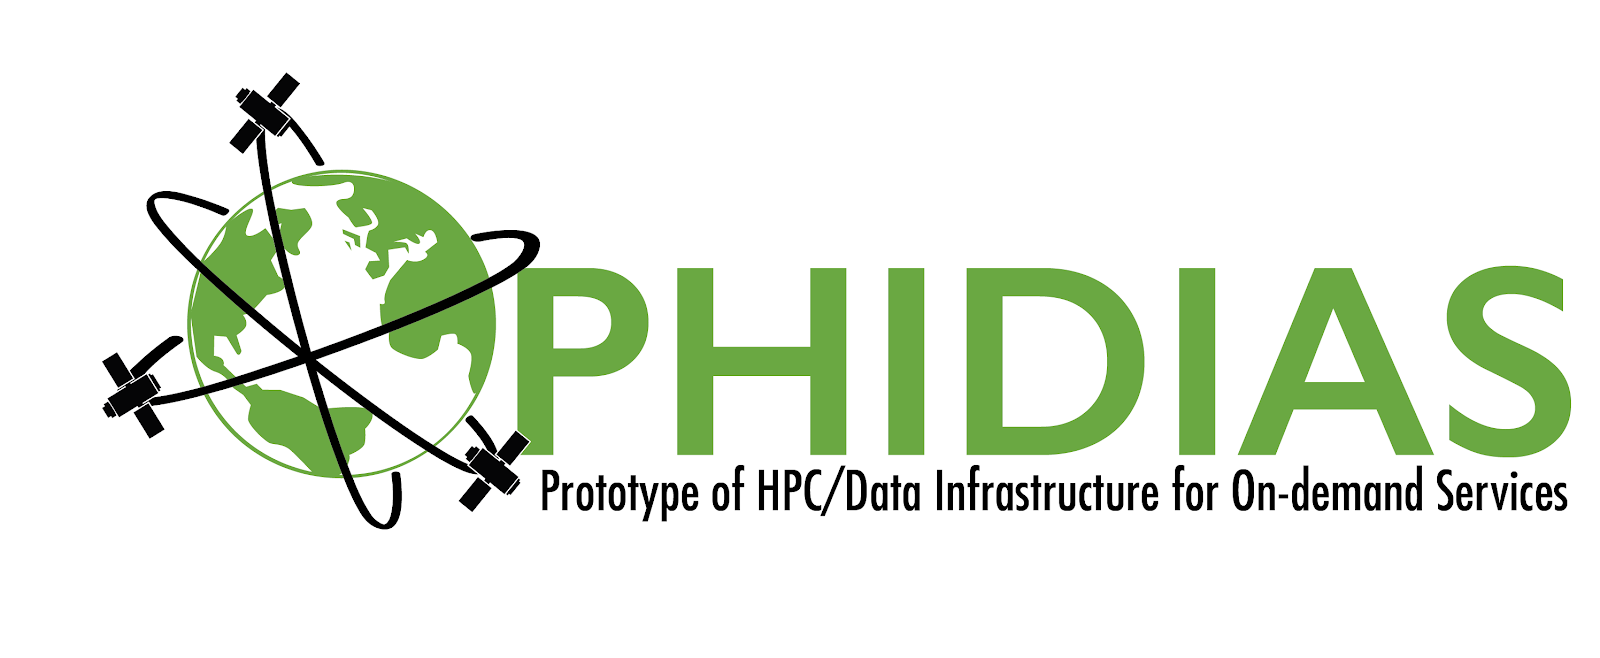 PHIDIAS
Prototype of HPC/Data Infrastructure for On-demand Services